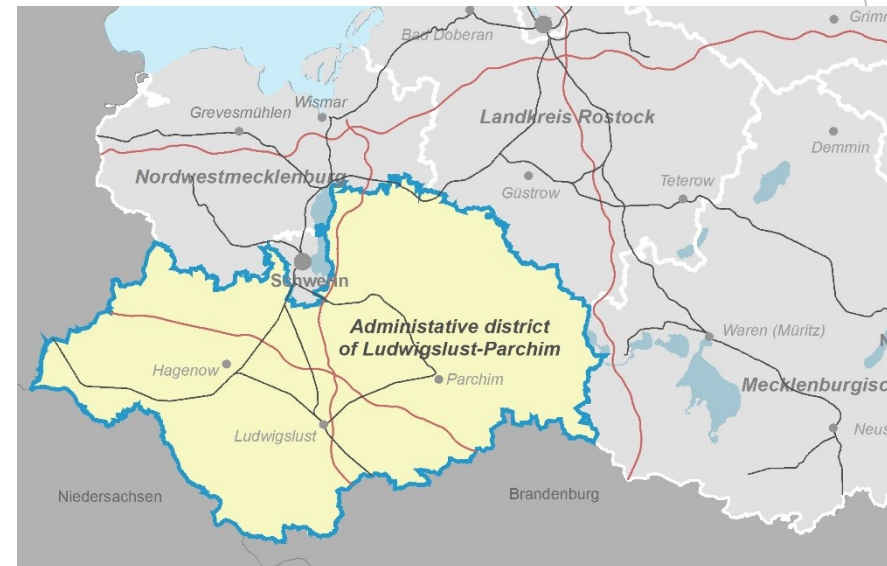 Grimm
Bad Doberan
Wismar
Grevesmühlen
Landkreis Rostock
Demmin
Nordwestmecklenburg
Güstrow
Teterow
Schwerin
Administative district
of Ludwigslust-Parchim
Waren (Müritz)
Hagenow
Parchim
Mecklenburgisc
Ludwigslust
Neus
Niedersachsen
Brandenburg